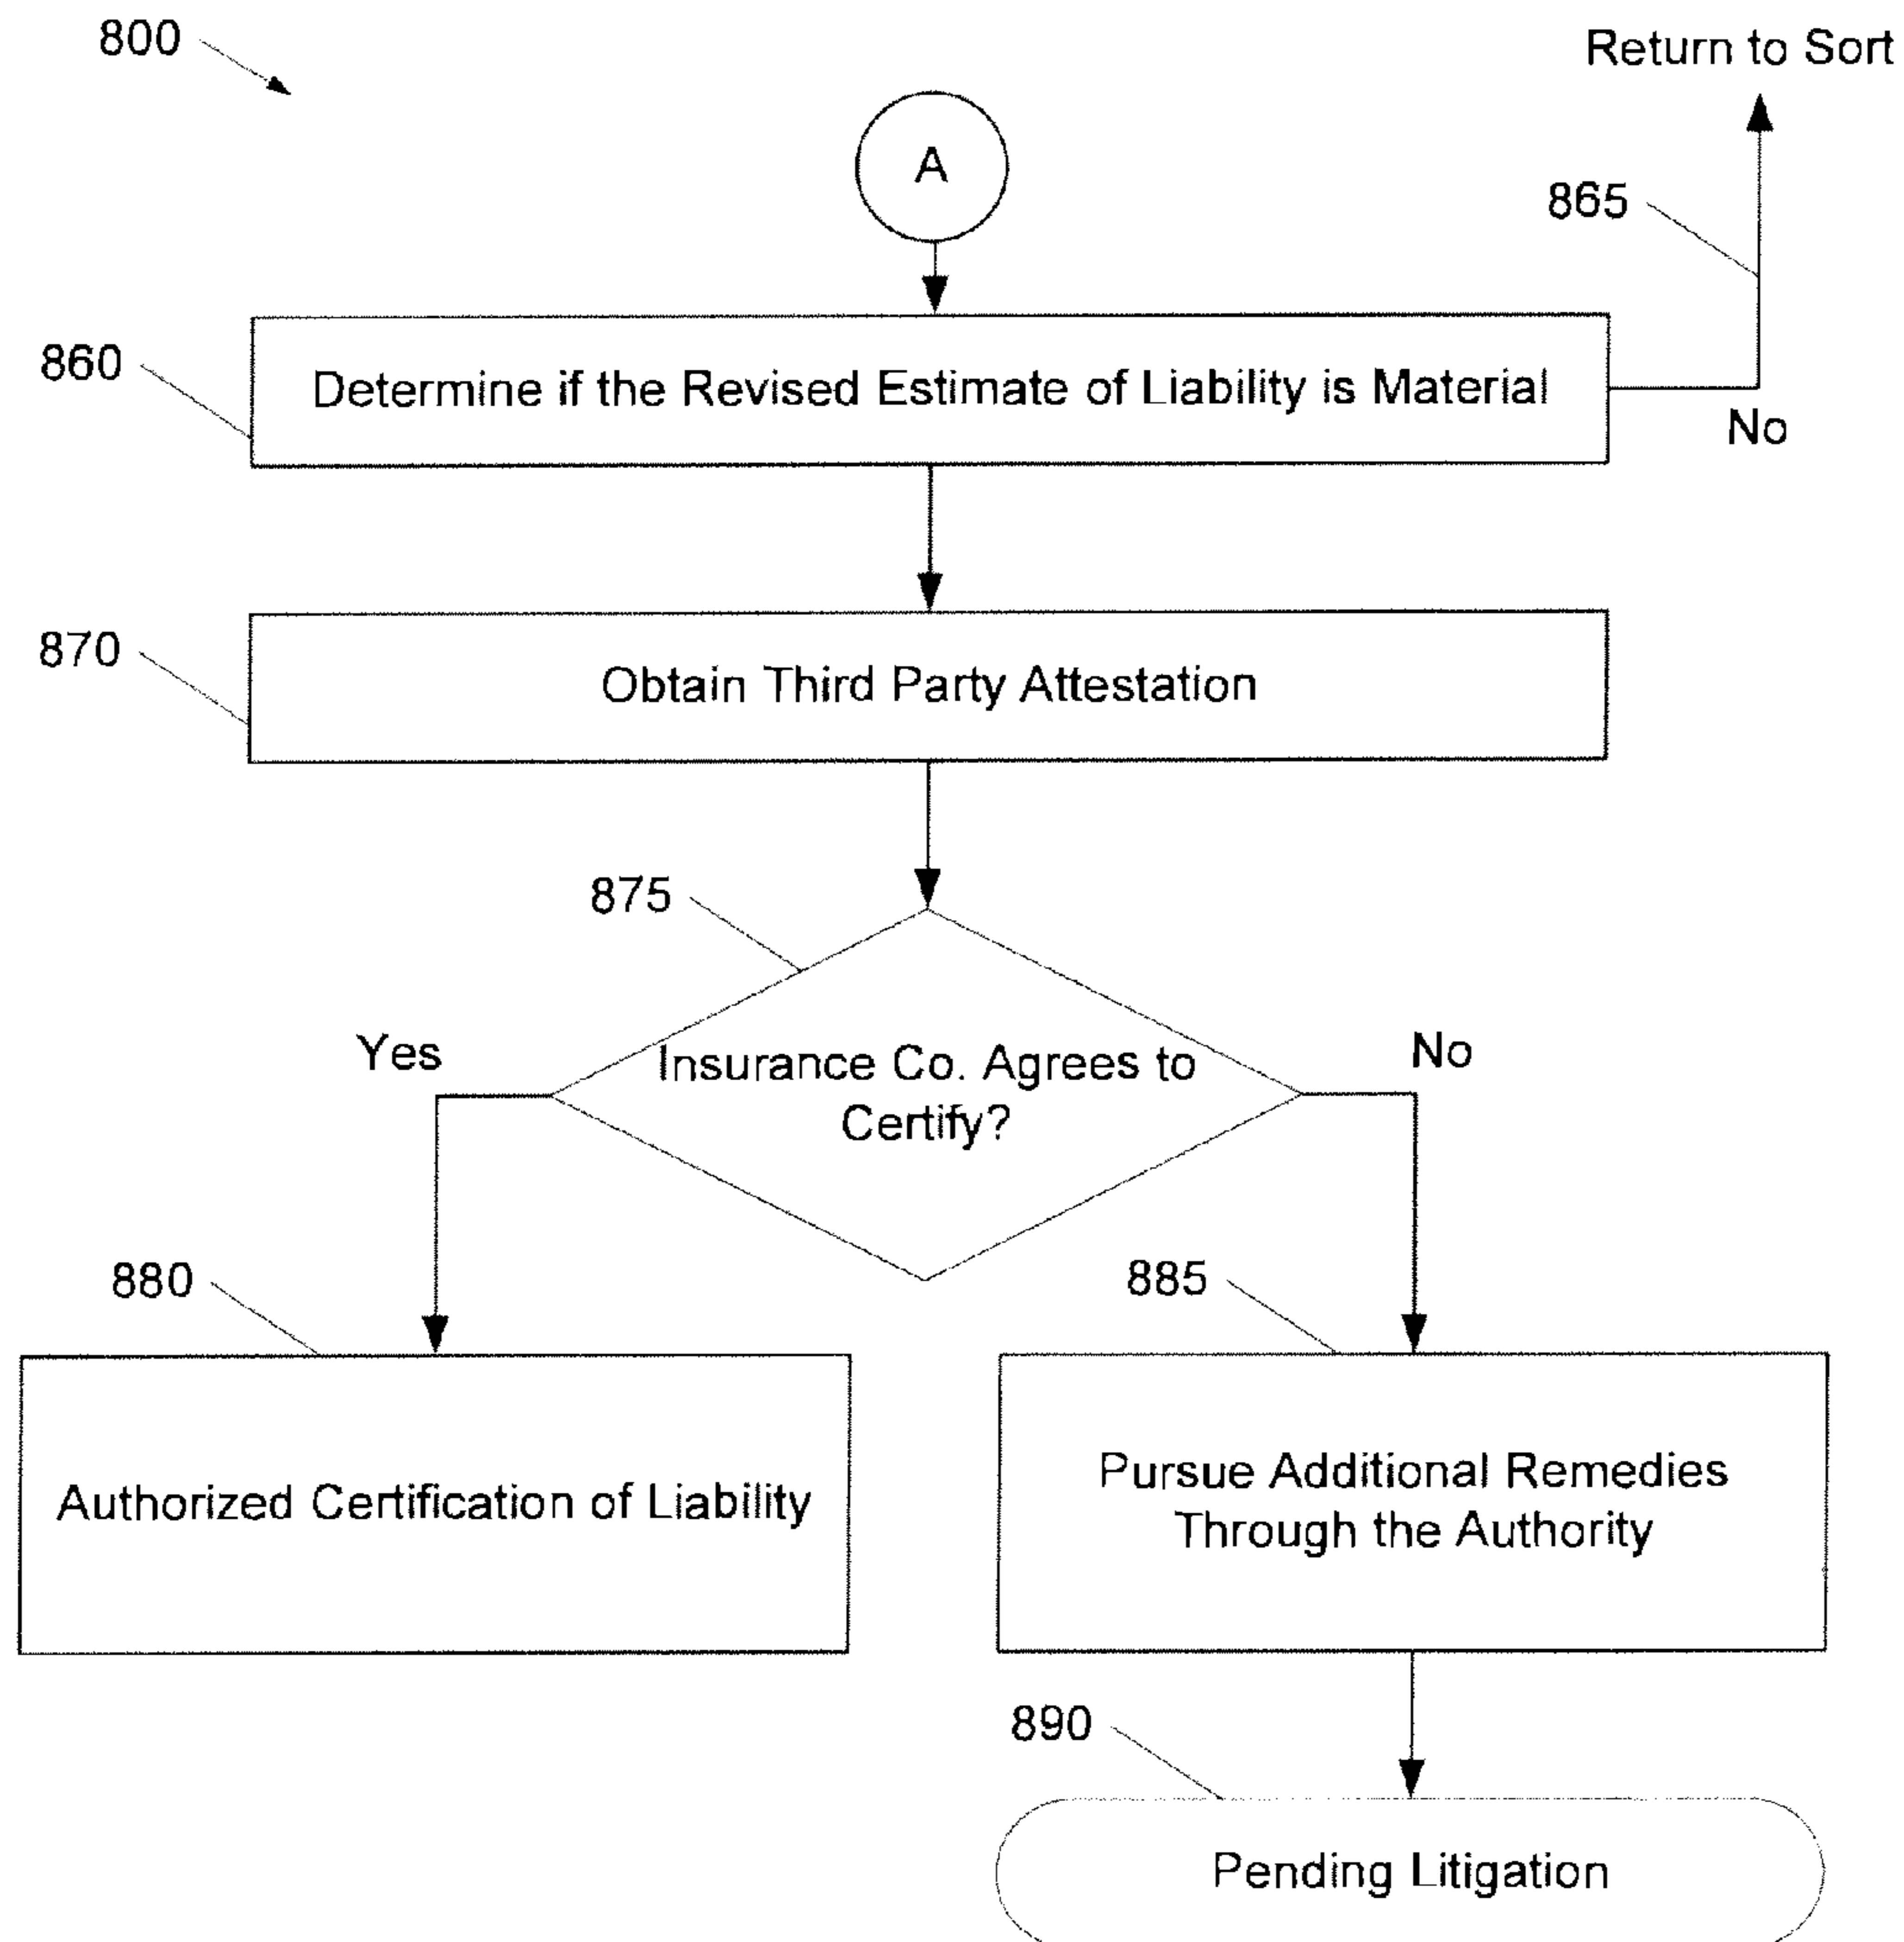 800
Return to Sort
A
865
860
Determine if the Revised Estimate of Liability is Material
No
870
Obtain Third Party Attestation
875
Yes
Insurance Co. Agrees to
Certify?
No
880
885
Authorized Certification of Liability
Pursue Additional Remedies
Through the Authority
890
Pending Litigation